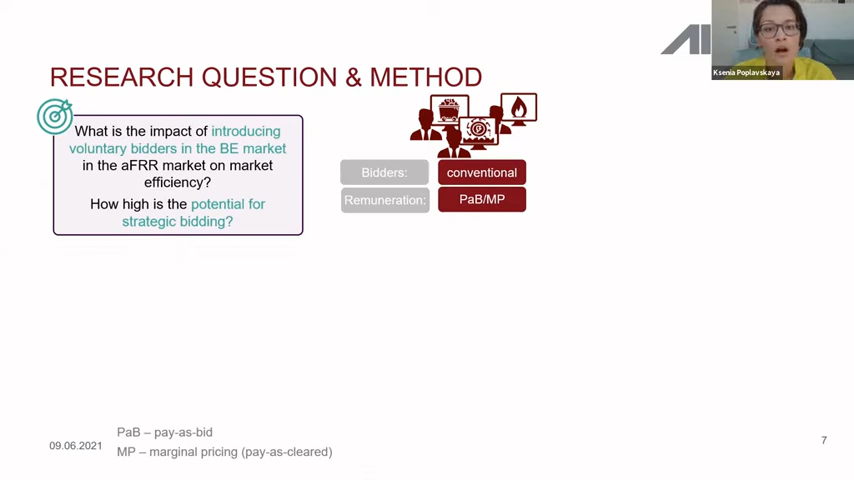 Ksenia Poplavskaya
RESEARCH QUESTION & METHOD
What is the impact of introducing
voluntary bidders in the BE market
in the aFRR market on market
efficiency?
How high is the potential for
strategic bidding?
Bidders:
conventional
Remuneration:
PaB/MP
PaB – pay-as-bid
MP – marginal pricing (pay-as-cleared)
09.06.2021
7